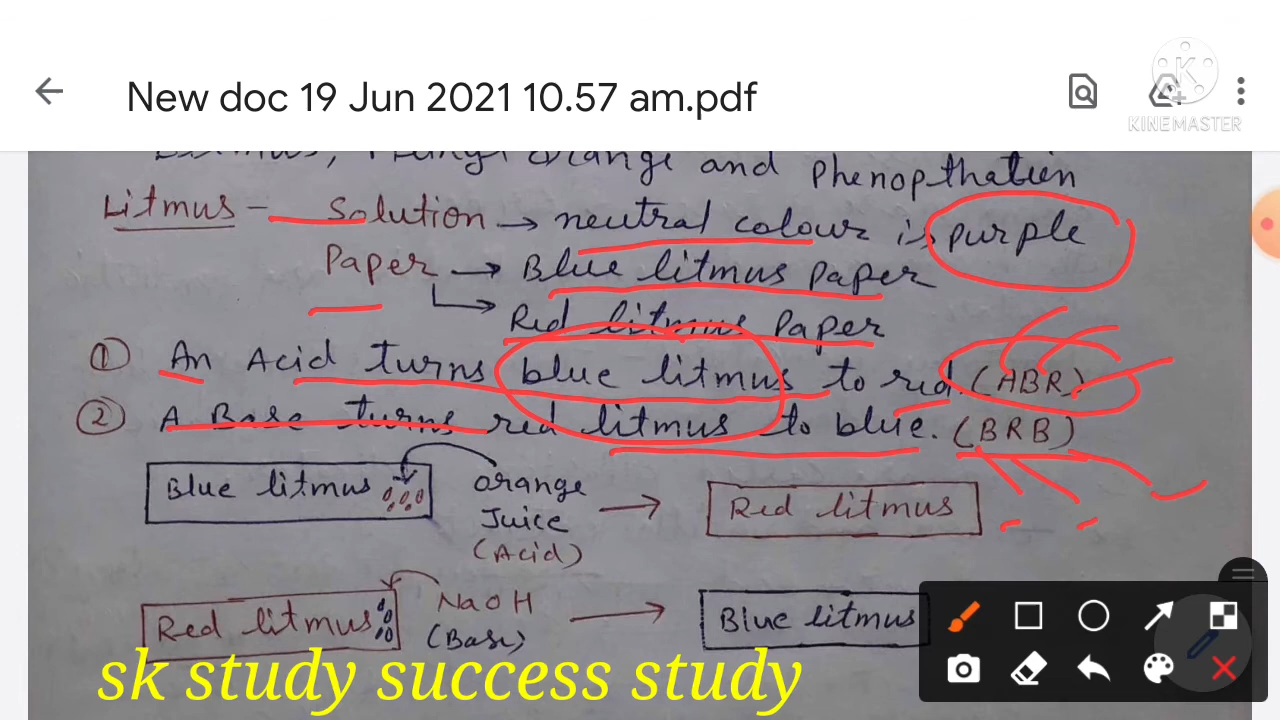 New doc 19 Jun 2021 10.57 am.pdf
KINEMASTER
orange and Phenopthalien
Litmus - Solution → neutral colour is purple
Paper → Blue litmus paper
Red litmus Paper
① An Acid turns blue litmus to red (ABR)
② A Base turns red litmus to blue. (BRB)
Blue litmus
orange
Juice
(Acid)
→ Red litmus
Red litmus
NaOH
(Base)
→ Blue litmus
sk study success study